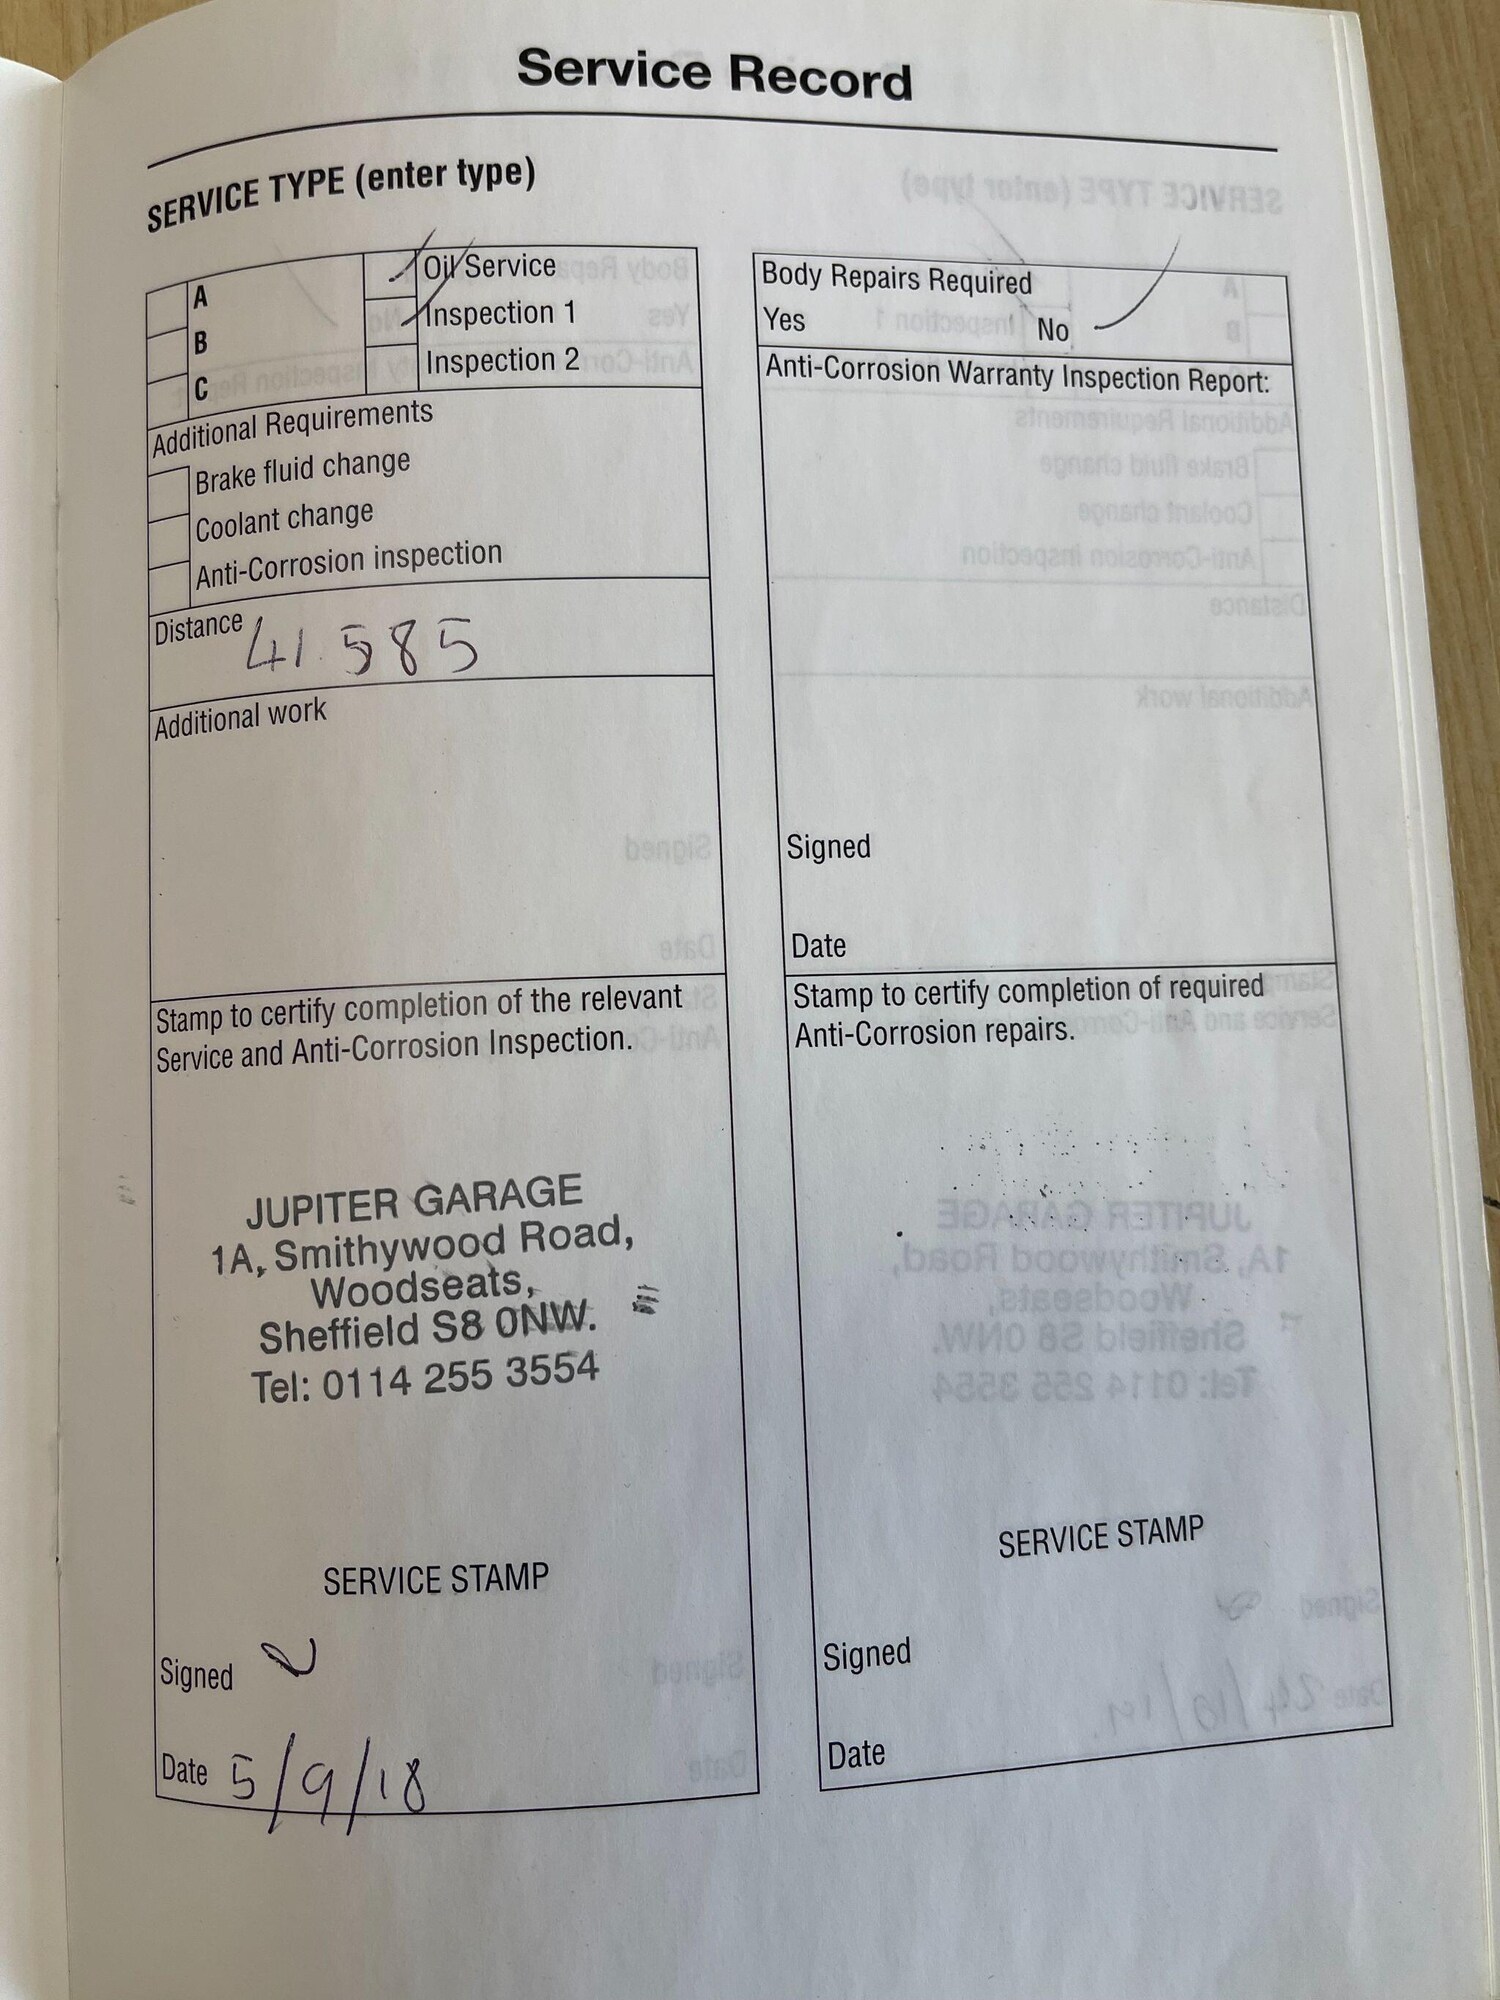 Service Record
SERVICE TYPE (enter type)
A
B
C
Oil Service
Inspection 1
Inspection 2
Additional Requirements
Brake fluid change
Coolant change
Anti-Corrosion inspection
Distance 41.585
Additional work
Stamp to certify completion of the relevant
Service and Anti-Corrosion Inspection.
JUPITER GARAGE
1A, Smithywood Road,
Woodseats,
Sheffield S8 0NW.
Tel: 0114 255 3554
SERVICE STAMP
Signed
Date 5/9/18
Body Repairs Required
Yes No
Anti-Corrosion Warranty Inspection Report:
Signed
Date
Stamp to certify completion of required
Anti-Corrosion repairs.
SERVICE STAMP
Signed
Date